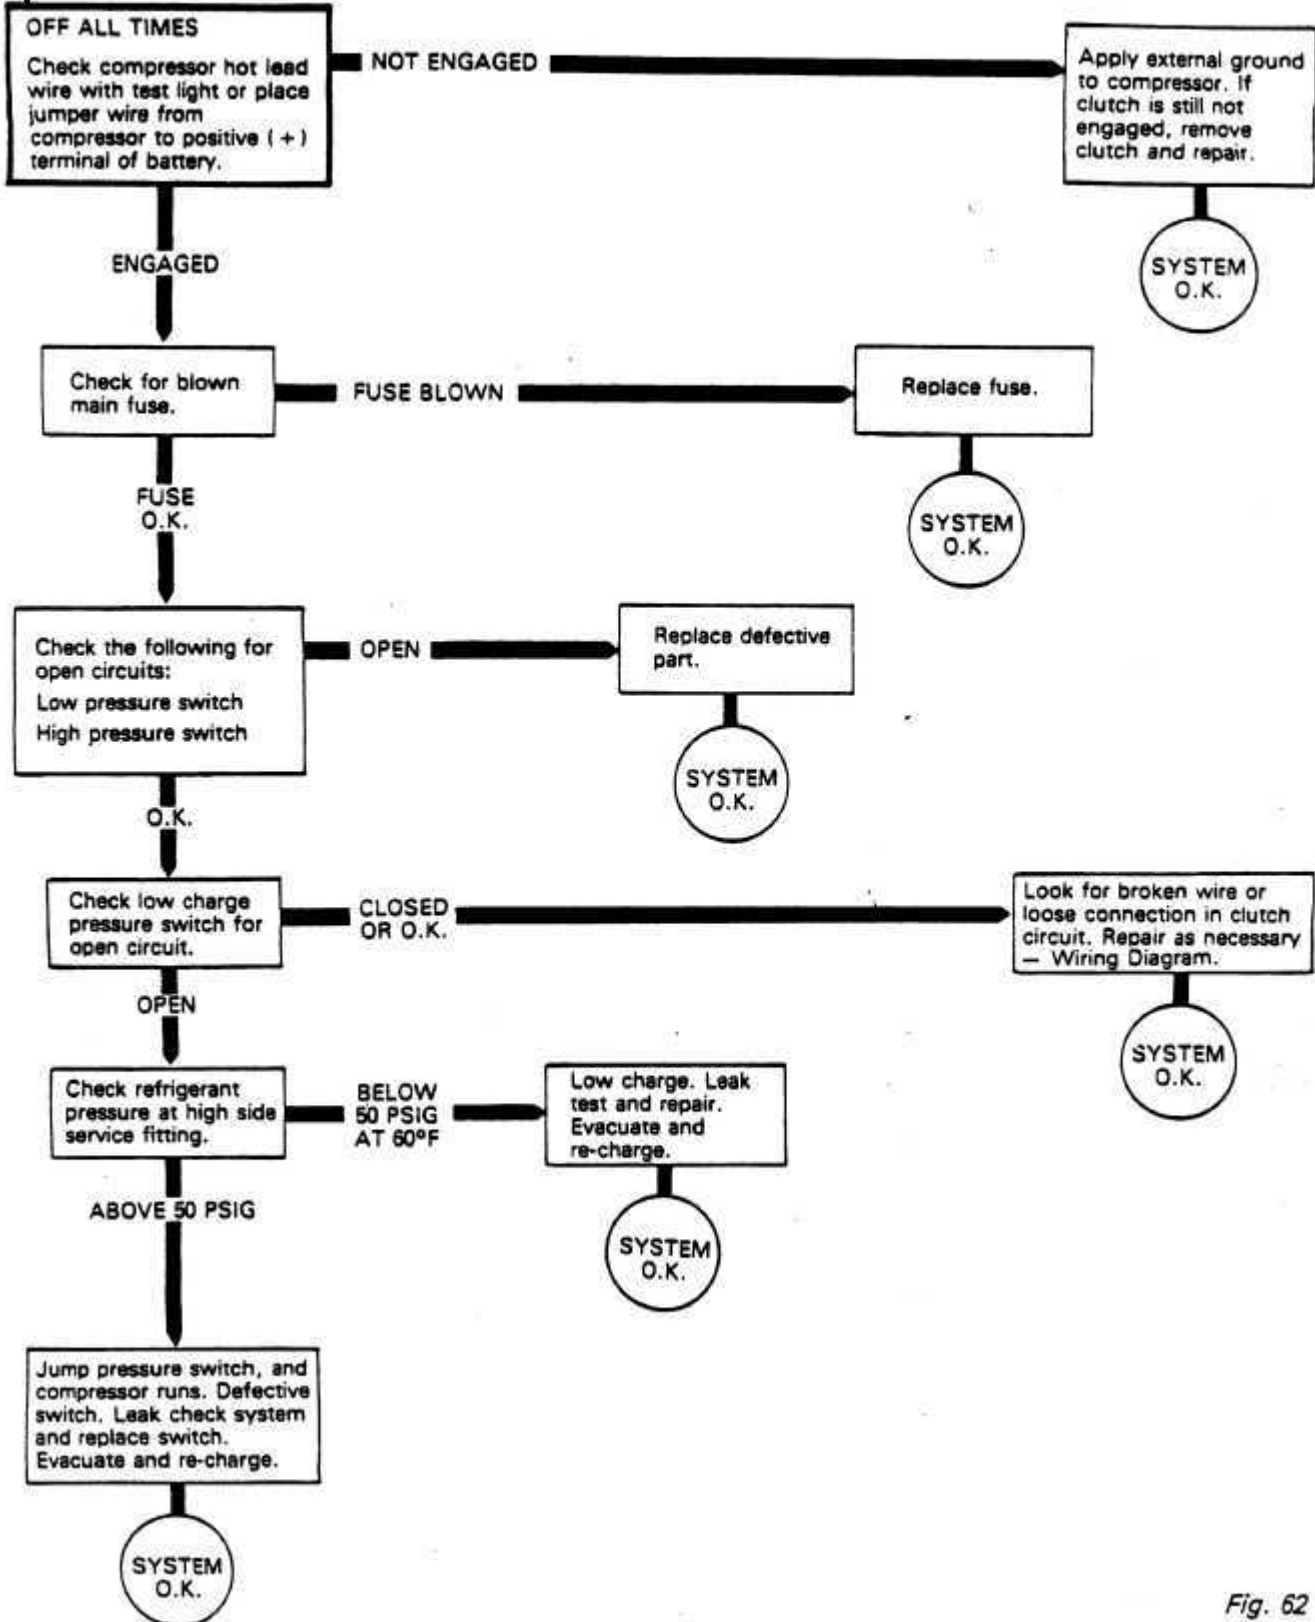 OFF ALL TIMES
Check compressor hot lead
wire with test light or place
jumper wire from
compressor to positive (+)
terminal of battery.
NOT ENGAGED
Apply external ground
to compressor. If
clutch is still not
engaged, remove
clutch and repair.
SYSTEM
O.K.
ENGAGED
Check for blown
main fuse.
FUSE BLOWN
Replace fuse.
SYSTEM
O.K.
FUSE
O.K.
Check the following for
open circuits:
Low pressure switch
High pressure switch
OPEN
Replace defective
part.
SYSTEM
O.K.
O.K.
Check low charge
pressure switch for
open circuit.
CLOSED
OR O.K.
Look for broken wire or
loose connection in clutch
circuit. Repair as necessary
— Wiring Diagram.
SYSTEM
O.K.
OPEN
Check refrigerant
pressure at high side
service fitting.
BELOW
50 PSIG
AT 60°F
Low charge. Leak
test and repair.
Evacuate and
re-charge.
SYSTEM
O.K.
ABOVE 50 PSIG
Jump pressure switch, and
compressor runs. Defective
switch. Leak check system
and replace switch.
Evacuate and re-charge.
SYSTEM
O.K.
Fig. 62